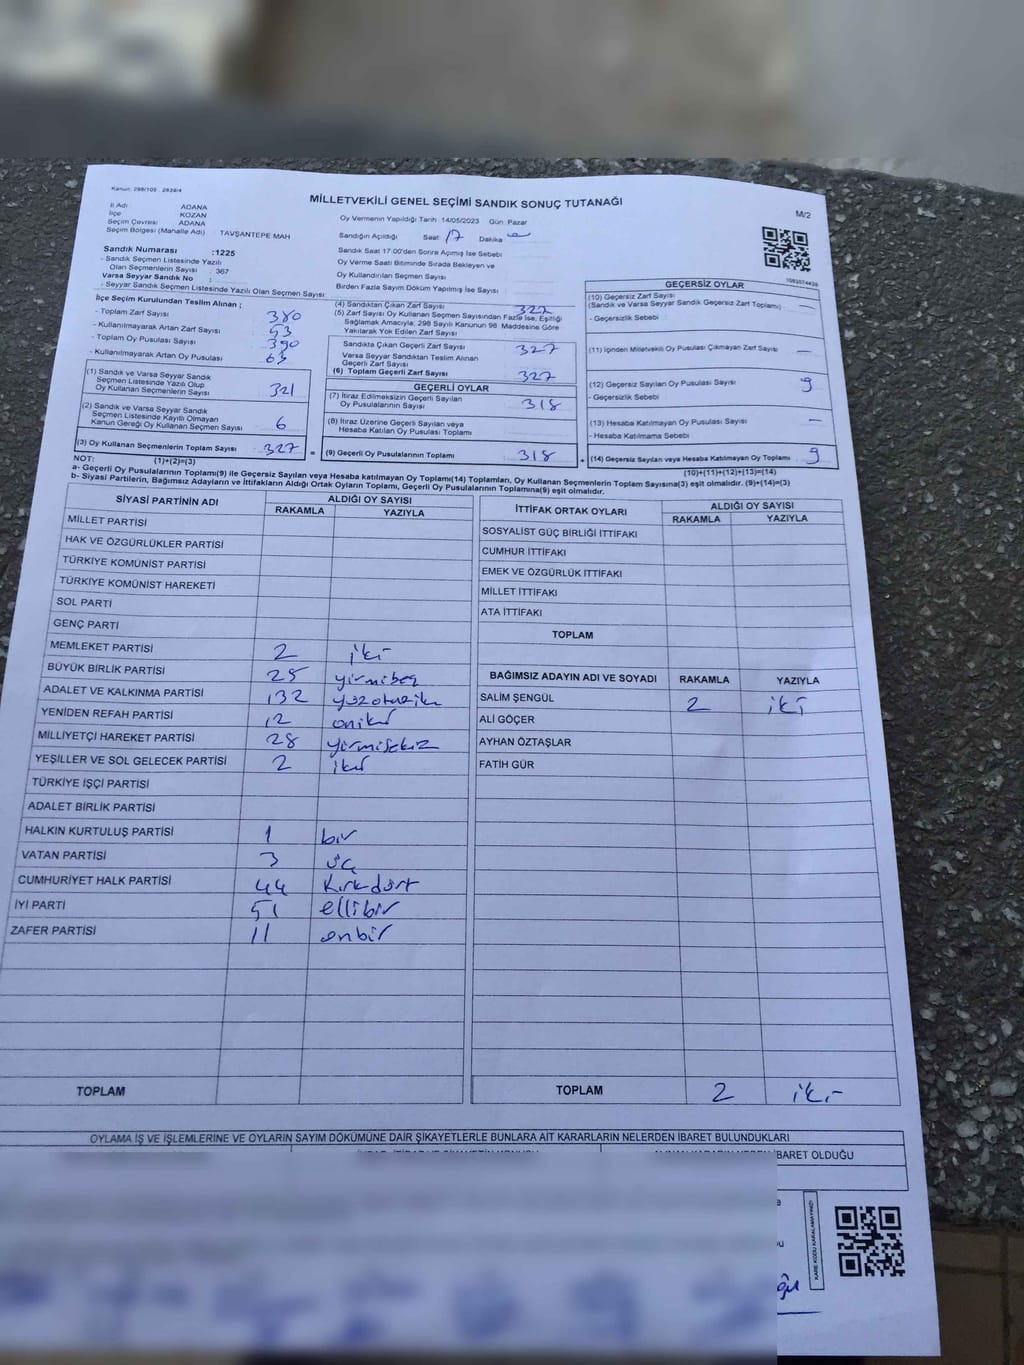 Kanun: 298/105 2839/4
MİLLETVEKİLİ GENEL SEÇİMİ SANDIK SONUÇ TUTANAĞI
M/2
İl Adı ADANA
İlçe KOZAN
Seçim Çevresi ADANA
Seçim Bölgesi (Mahalle Adı) : TAVŞANTEPE MAH
Sandık Numarası :1225
- Sandık Seçmen Listesinde Yazılı
Olan Seçmenlerin Sayısı : 367
Varsa Seyyar Sandık No :
- Seyyar Sandık Seçmen Listesinde Yazılı Olan Seçmen Sayısı
Oy Vermenin Yapıldığı Tarih :14/05/2023 Gün: Pazar
Sandığın Açıldığı Saat 17 Dakika
Sandık Saat 17:00'den Sonra Açımış İse Sebebi
Oy Verme Saati Bitiminde Sırada Bekleyen ve
Oy Kullandırılan Seçmen Sayısı
Birden Fazla Sayım Döküm Yapılmış İse Sayısı
İlçe Seçim Kurulundan Teslim Alınan ;
- Toplam Zarf Sayısı 380
- Kullanılmayarak Artan Zarf Sayısı 53
- Toplam Oy Pusulası Sayısı 390
- Kullanılmayarak Artan Oy Pusulası 63
(1) Sandık ve Varsa Seyyar Sandık
Seçmen Listesinde Yazılı Olup
Oy Kullanan Seçmenlerin Sayısı 321
(2) Sandık ve Varsa Seyyar Sandık
Seçmen Listesinde Kayıtlı Olmayan
Kanun Gereği Oy Kullanan Seçmen Sayısı 6
(3) Oy Kullanan Seçmenlerin Toplam Sayısı 327
(1)+(2)=(3)
(4) Sandıktan Çıkan Zarf Sayısı 327
(5) Zarf Sayısı Oy Kullanan Seçmen Sayısından Fazla İse, Eşitliği
Sağlamak Amacıyla, 298 Sayılı Kanunun 98. Maddesine Göre
Yakılarak Yok Edilen Zarf Sayısı
Sandıkta Çıkan Geçerli Zarf Sayısı 327
Varsa Seyyar Sandıktan Teslim Alınan
Geçerli Zarf Sayısı
(6) Toplam Geçerli Zarf Sayısı 327
GEÇERLİ OYLAR
(7) İtiraz Edilmeksizin Geçerli Sayılan
Oy Pusulalarının Sayısı 318
(8) İtiraz Üzerine Geçerli Sayılan veya
Hesaba Katılan Oy Pusulası Toplamı
= (9) Geçerli Oy Pusulalarının Toplamı 318
GEÇERSİZ OYLAR
(10) Geçersiz Zarf Sayısı
(Sandık ve Varsa Seyyar Sandık Geçersiz Zarf Toplamı) —
- Geçersizlik Sebebi
(11) İçinden Milletvekili Oy Pusulası Çıkmayan Zarf Sayısı —
(12) Geçersiz Sayılan Oy Pusulası Sayısı 9
- Geçersizlik Sebebi
(13) Hesaba Katılmayan Oy Pusulası Sayısı —
- Hesaba Katılmama Sebebi
+ (14) Geçersiz Sayılan veya Hesaba Katılmayan Oy Toplamı 9
(10)+(11)+(12)+(13)=(14)
NOT:
a- Geçerli Oy Pusulalarının Toplamı(9) ile Geçersiz Sayılan veya Hesaba katılmayan Oy Toplamı(14) Toplamları, Oy Kullanan Seçmenlerin Toplam Sayısına(3) eşit olmalıdır. (9)+(14)=(3)
b- Siyasi Partilerin, Bağımsız Adayların ve İttifakların Aldığı Ortak Oyların Toplamı, Geçerli Oy Pusulalarının Toplamına(9) eşit olmalıdır.
SİYASİ PARTİNİN ADI ALDIĞI OY SAYISI
RAKAMLA YAZIYLA
MİLLET PARTİSİ
HAK VE ÖZGÜRLÜKLER PARTİSİ
TÜRKİYE KOMÜNİST PARTİSİ
TÜRKİYE KOMÜNİST HAREKETİ
SOL PARTİ
GENÇ PARTİ
MEMLEKET PARTİSİ 2 iki
BÜYÜK BİRLİK PARTİSİ 25 yirmibeş
ADALET VE KALKINMA PARTİSİ 132 yüzotuziki
YENİDEN REFAH PARTİSİ 12 oniki
MİLLİYETÇİ HAREKET PARTİSİ 28 yirmisekiz
YEŞİLLER VE SOL GELECEK PARTİSİ 2 iki
TÜRKİYE İŞÇİ PARTİSİ
ADALET BİRLİK PARTİSİ
HALKIN KURTULUŞ PARTİSİ 1 bir
VATAN PARTİSİ 3 üç
CUMHURİYET HALK PARTİSİ 44 kırkdört
İYİ PARTİ 51 ellibir
ZAFER PARTİSİ 11 onbir
TOPLAM
İTTİFAK ORTAK OYLARI ALDIĞI OY SAYISI
RAKAMLA YAZIYLA
SOSYALİST GÜÇ BİRLİĞİ İTTİFAKI
CUMHUR İTTİFAKI
EMEK VE ÖZGÜRLÜK İTTİFAKI
MİLLET İTTİFAKI
ATA İTTİFAKI
TOPLAM
BAĞIMSIZ ADAYIN ADI VE SOYADI RAKAMLA YAZIYLA
SALİM ŞENGÜL 2 iki
ALİ GÖÇER
AYHAN ÖZTAŞLAR
FATİH GÜR
TOPLAM 2 iki
OYLAMA İŞ VE İŞLEMLERİNE VE OYLARIN SAYIM DÖKÜMÜNE DAİR ŞİKAYETLERLE BUNLARA AİT KARARLARIN NELERDEN İBARET BULUNDUKLARI
İBARET OLDUĞU
KARE KODU KARALAMAYINIZ!